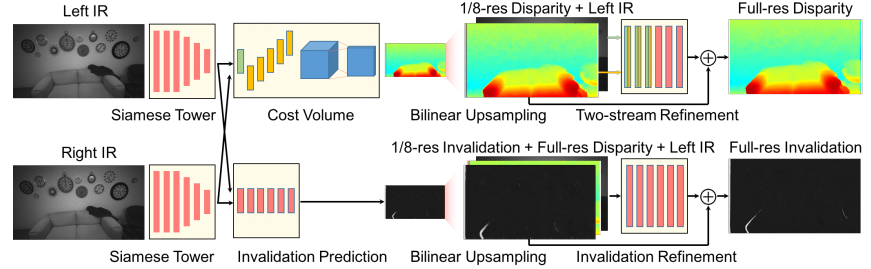 Left IR
1/8-res Disparity + Left IR
Full-res Disparity
Siamese Tower
Cost Volume
Bilinear Upsampling
Two-stream Refinement
Right IR
1/8-res Invalidation + Full-res Disparity + Left IR
Full-res Invalidation
Siamese Tower
Invalidation Prediction
Bilinear Upsampling
Invalidation Refinement